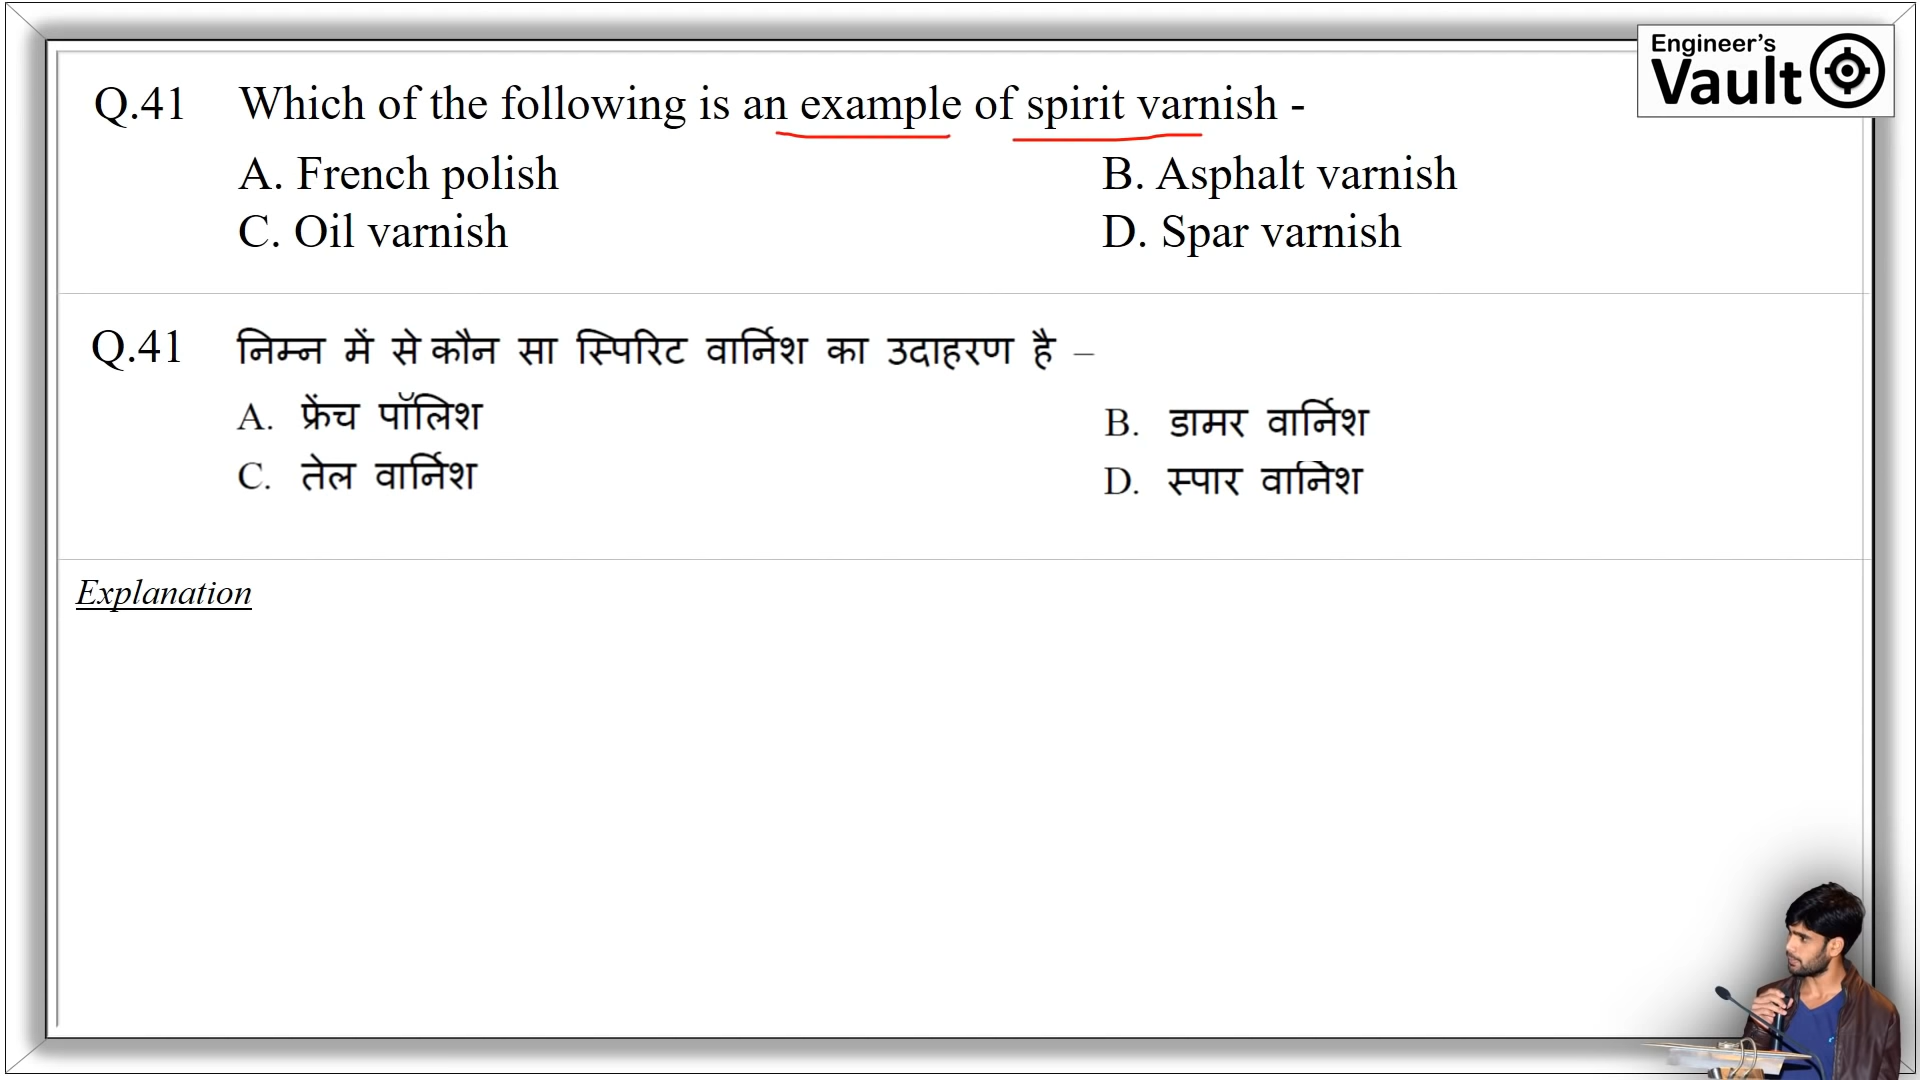 Engineer's
Vault
Q.41 Which of the following is an example of spirit varnish -
A. French polish B. Asphalt varnish
C. Oil varnish D. Spar varnish
Q.41 निम्न में से कौन सा स्पिरिट वार्निश का उदाहरण है –
A. फ्रेंच पॉलिश B. डामर वार्निश
C. तेल वार्निश D. स्पार वार्निश
Explanation